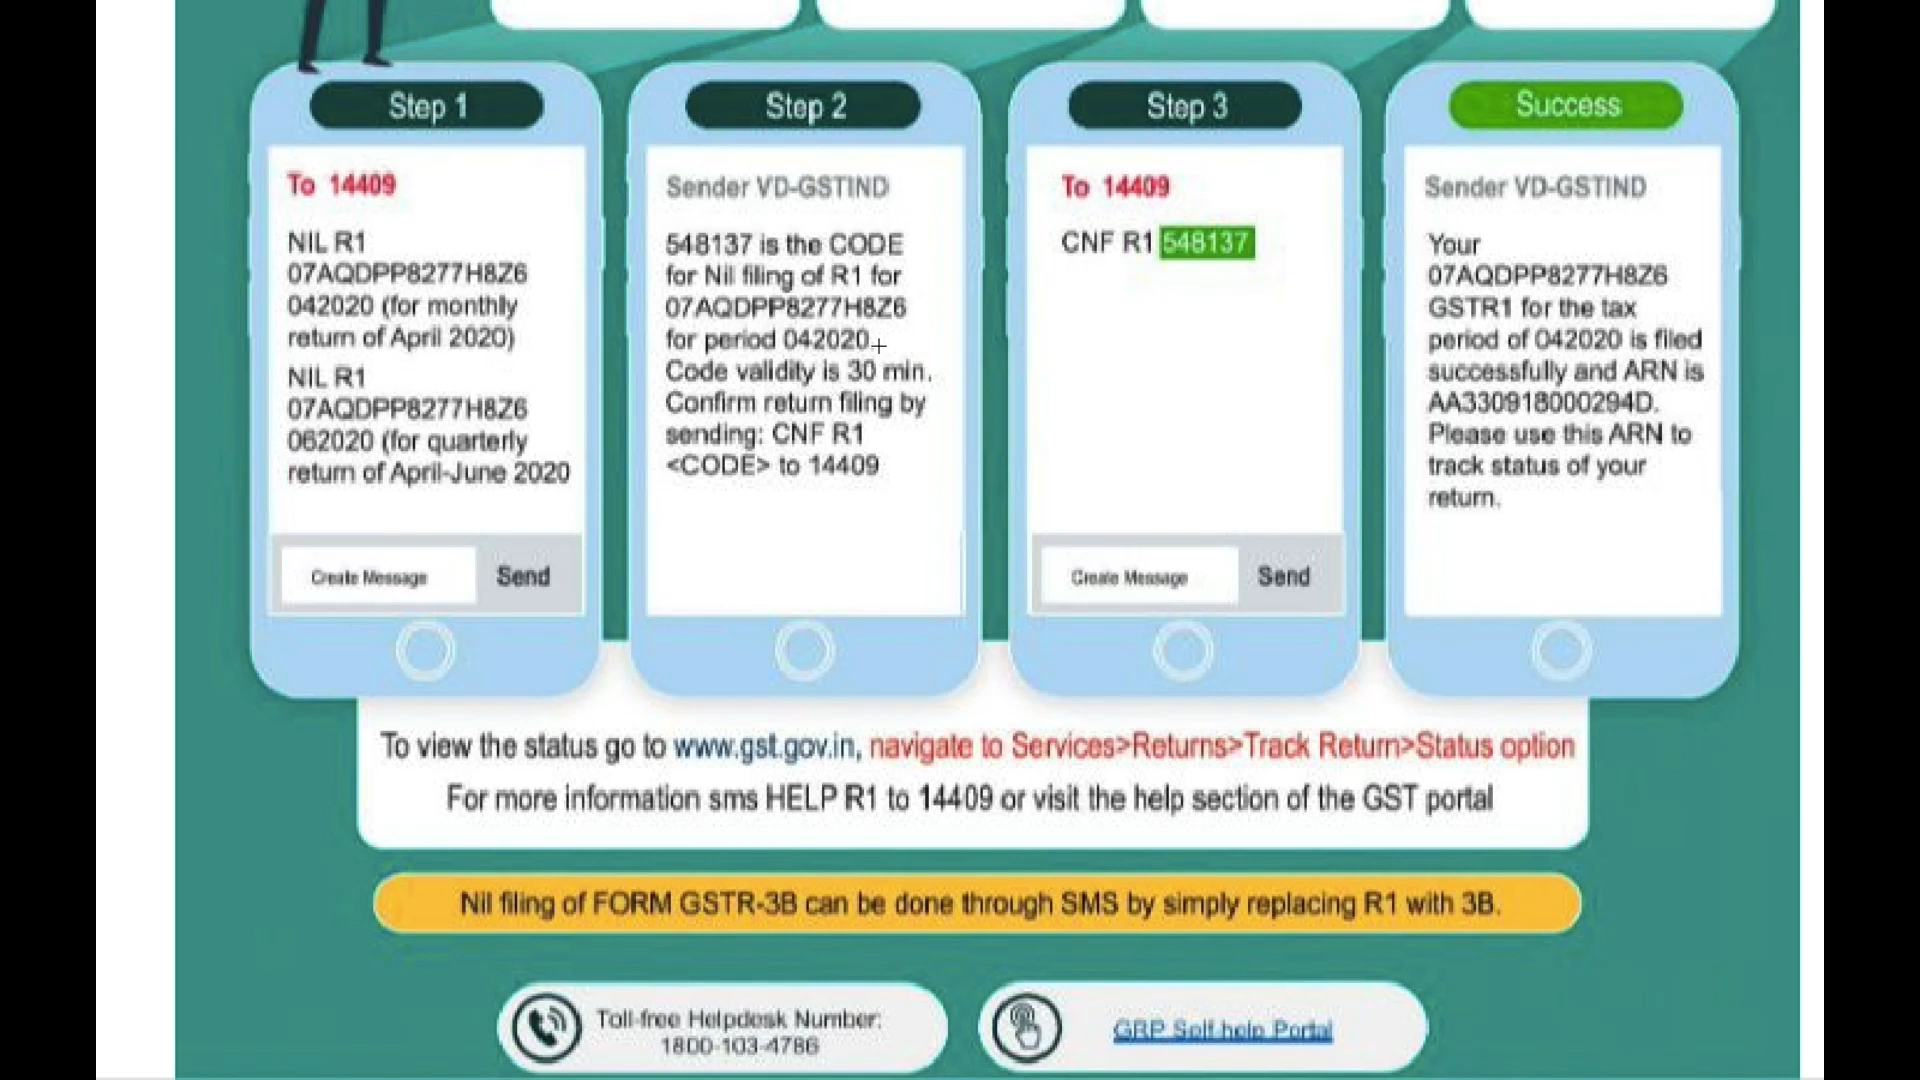 Step 1
To 14409
NIL R1
07AQDPP8277H8Z6
042020 (for monthly
return of April 2020)
NIL R1
07AQDPP8277H8Z6
062020 (for quarterly
return of April-June 2020
Create Message
Send
Step 2
Sender VD-GSTIND
548137 is the CODE
for Nil filing of R1 for
07AQDPP8277H8Z6
for period 042020.
Code validity is 30 min.
Confirm return filing by
sending: CNF R1
<CODE> to 14409
Step 3
To 14409
CNF R1 548137
Create Message
Send
Success
Sender VD-GSTIND
Your
07AQDPP8277H8Z6
GSTR1 for the tax
period of 042020 is filed
successfully and ARN is
AA330918000294D.
Please use this ARN to
track status of your
return.
To view the status go to www.gst.gov.in, navigate to Services>Returns>Track Return>Status option
For more information sms HELP R1 to 14409 or visit the help section of the GST portal
Nil filing of FORM GSTR-3B can be done through SMS by simply replacing R1 with 3B.
Toll-free Helpdesk Number:
1800-103-4786
GRP Self help Portal